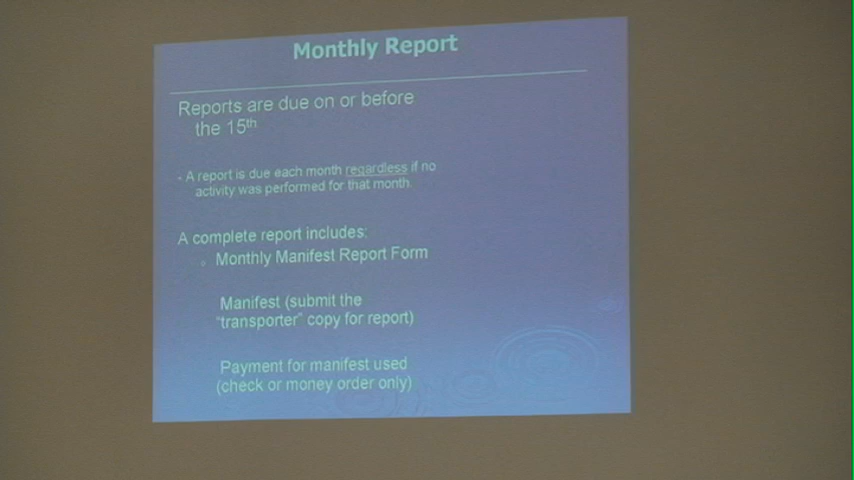 Monthly Report
Reports are due on or before
the 15th
- A report is due each month regardless if no
activity was performed for that month.
A complete report includes:
Monthly Manifest Report Form
Manifest (submit the
"transporter" copy for report)
Payment for manifest used
(check or money order only)